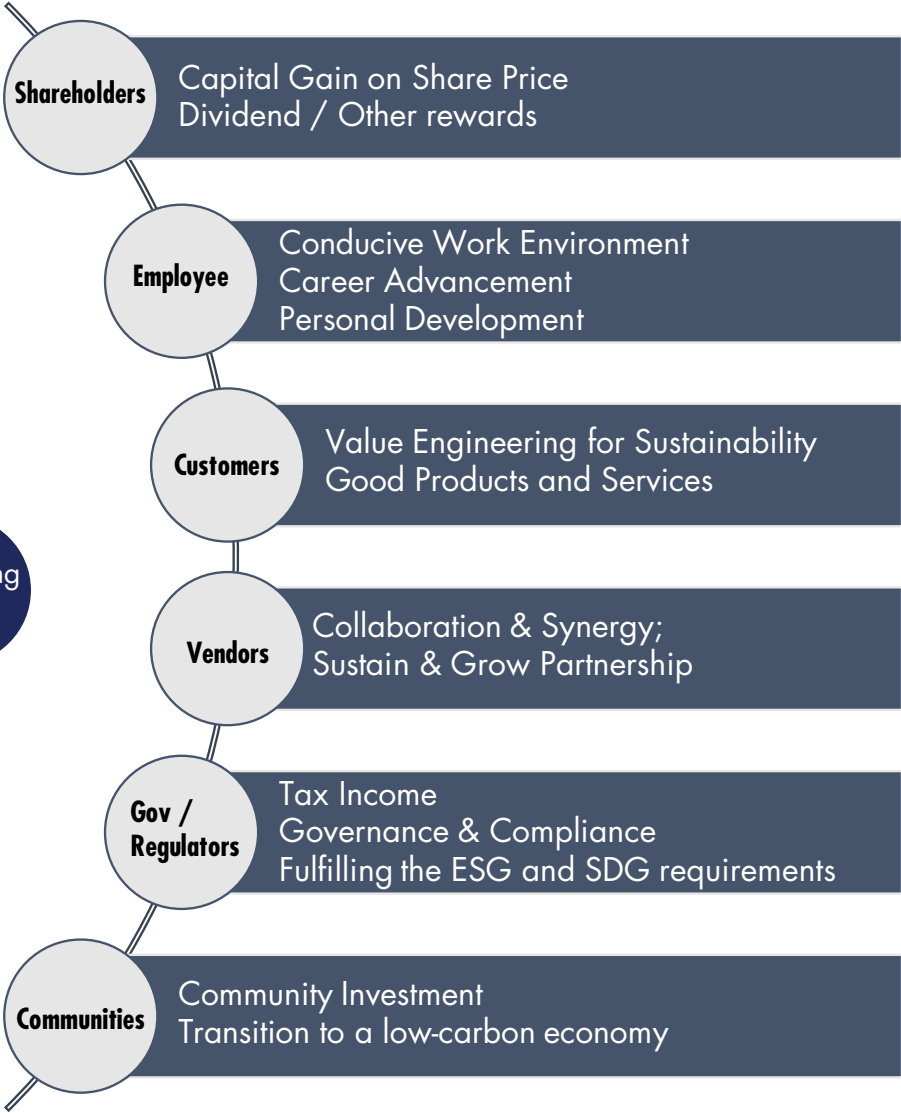 Shareholders
Capital Gain on Share Price
Dividend / Other rewards
Employee
Conducive Work Environment
Career Advancement
Personal Development
Customers
Value Engineering for Sustainability
Good Products and Services
Vendors
Collaboration & Synergy;
Sustain & Grow Partnership
Gov /
Regulators
Tax Income
Governance & Compliance
Fulfilling the ESG and SDG requirements
Communities
Community Investment
Transition to a low-carbon economy